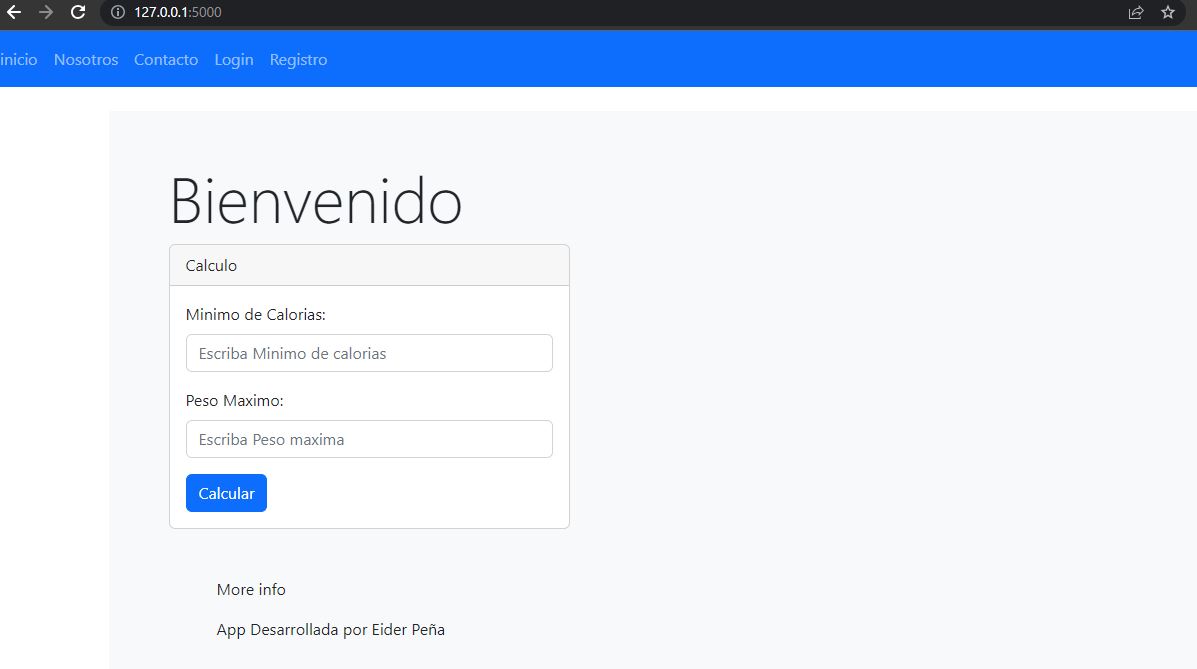 127.0.0.1:5000
inicio Nosotros Contacto Login Registro
Bienvenido
Calculo
Minimo de Calorias:
Escriba Minimo de calorias
Peso Maximo:
Escriba Peso maxima
Calcular
More info
App Desarrollada por Eider Peña